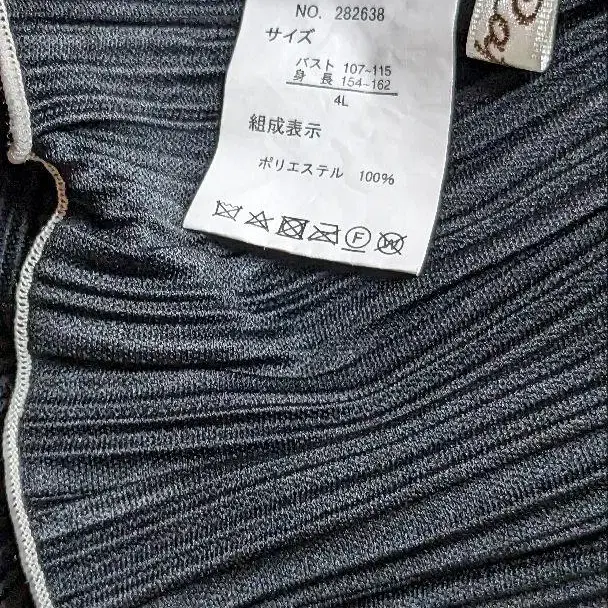 NO. 282638
サイズ
バスト 107~115
身 長 154~162
4L
組成表示
ポリエステル 100%
F
W